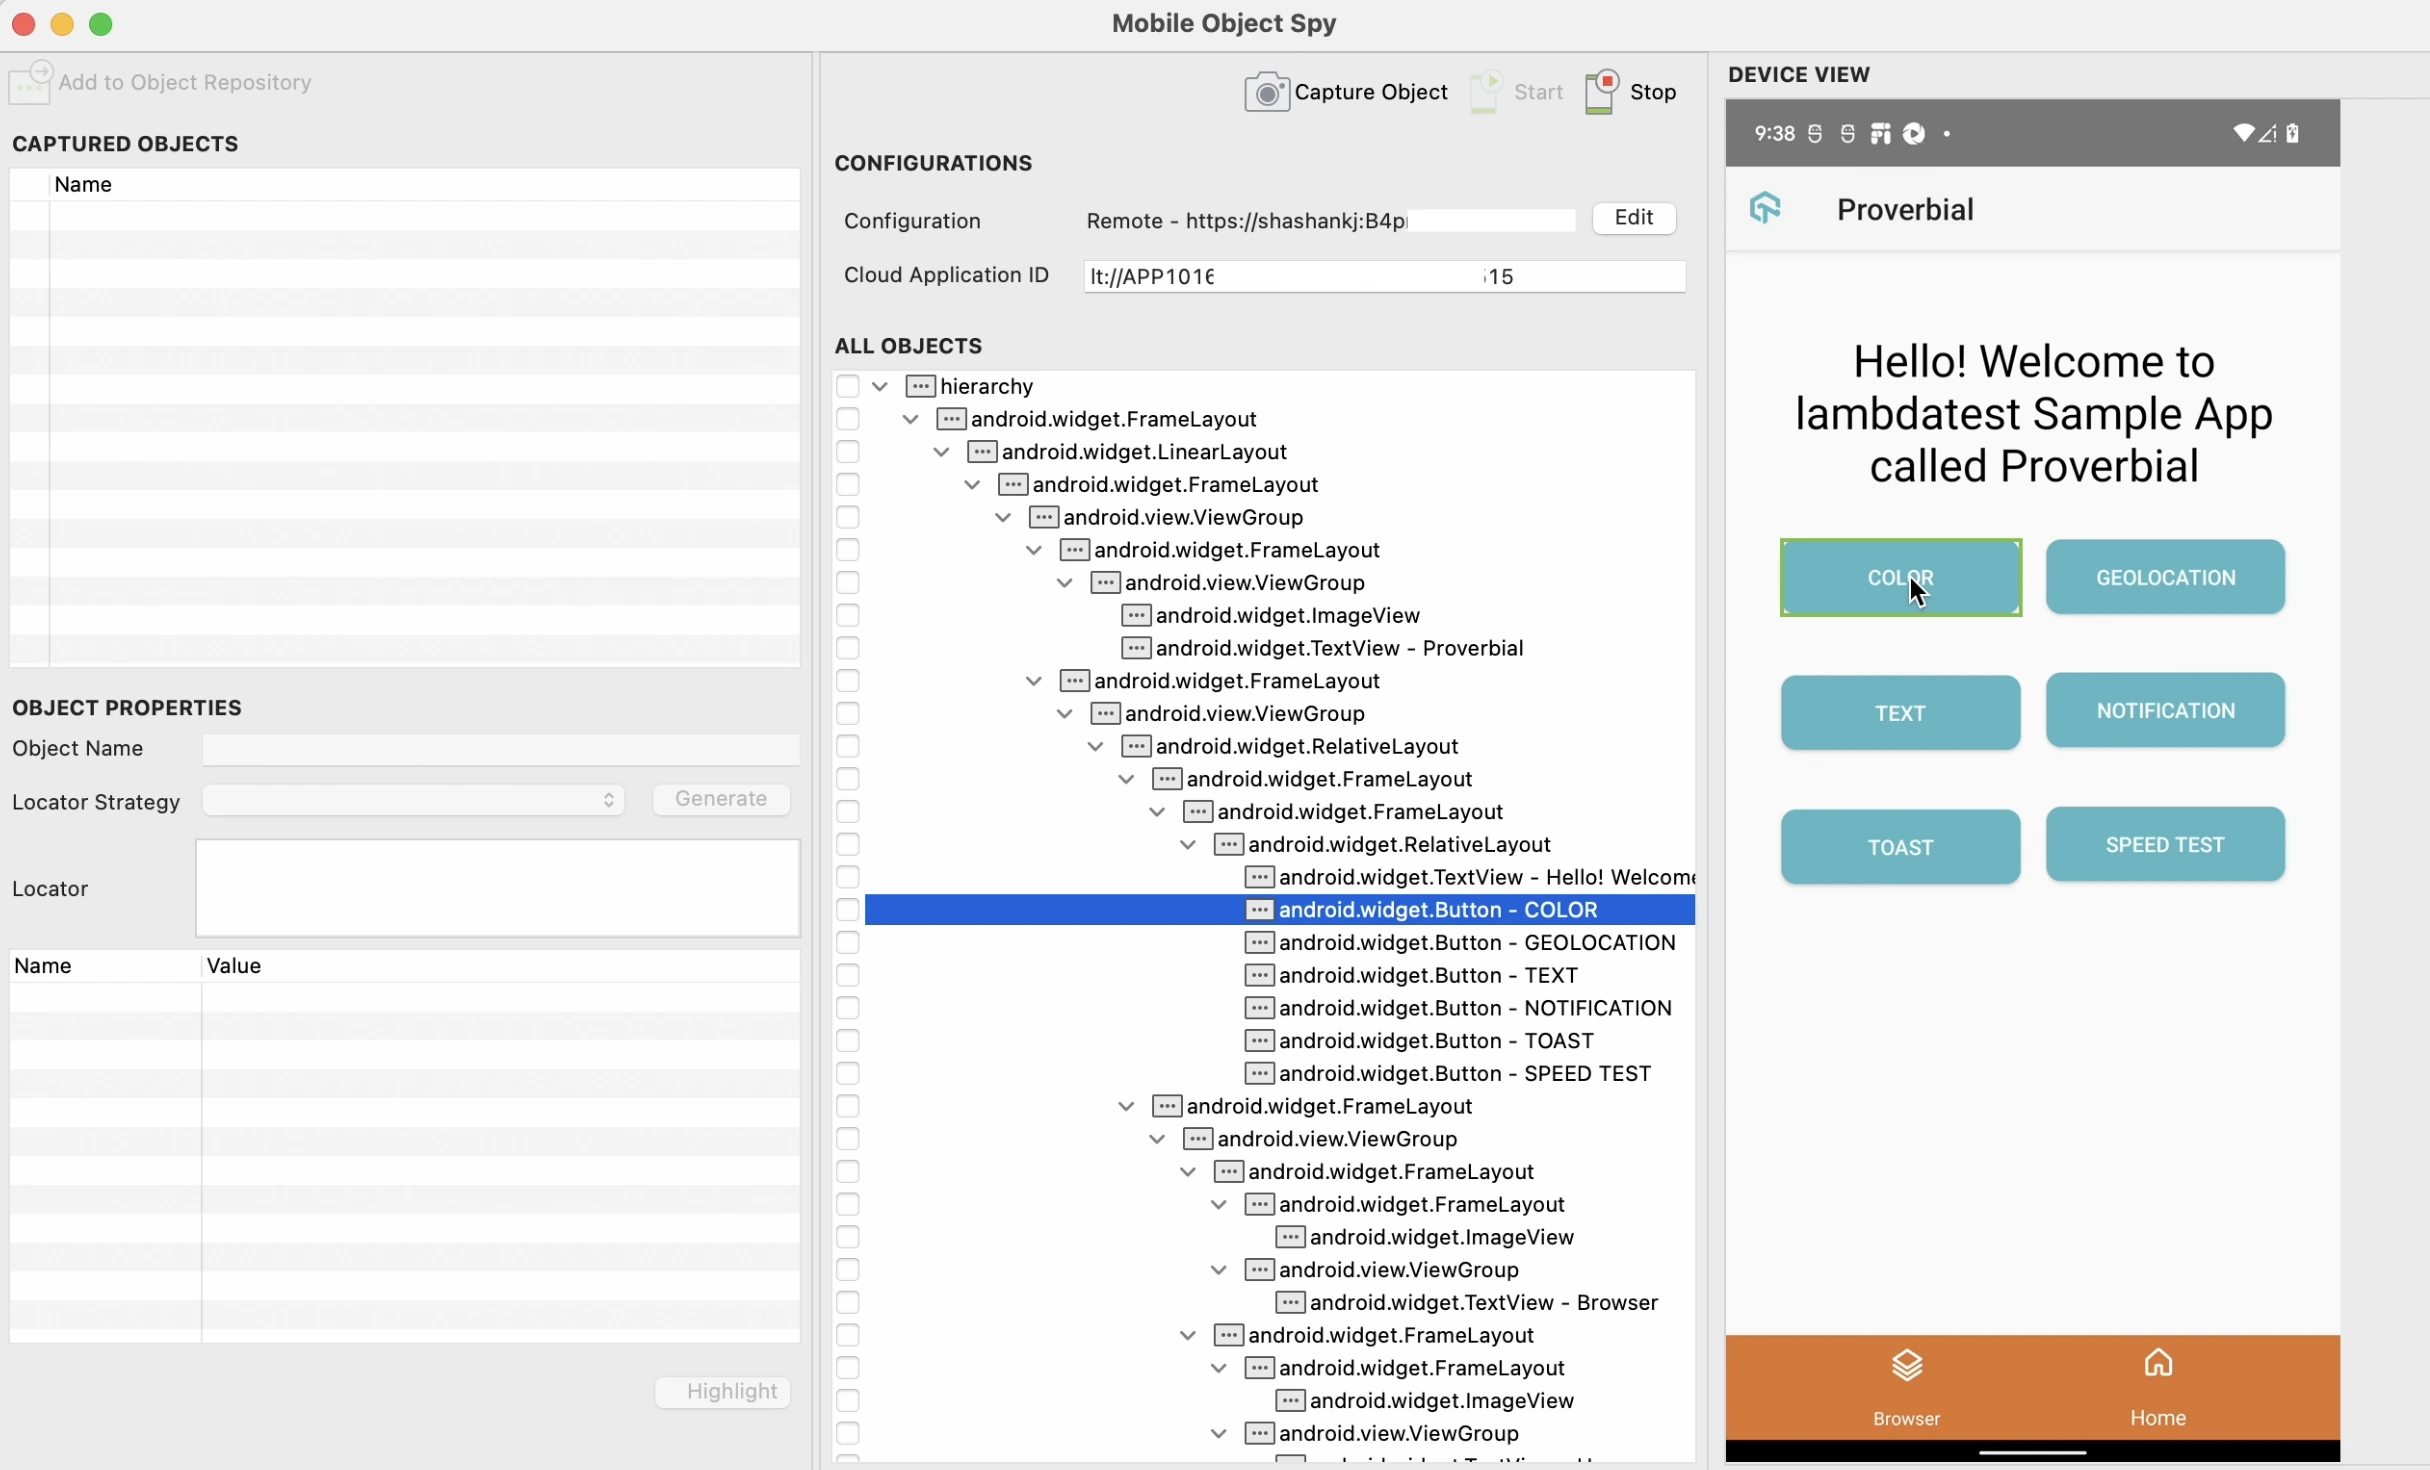 Mobile Object Spy
Add to Object Repository
CAPTURED OBJECTS
Name
OBJECT PROPERTIES
Object Name
Locator Strategy
Generate
Locator
Name Value
Highlight
Capture Object Start Stop
CONFIGURATIONS
Configuration Remote - https://shashankj:B4p Edit
Cloud Application ID lt://APP1016 15
ALL OBJECTS
hierarchy
android.widget.FrameLayout
android.widget.LinearLayout
android.widget.FrameLayout
android.view.ViewGroup
android.widget.FrameLayout
android.view.ViewGroup
android.widget.ImageView
android.widget.TextView - Proverbial
android.widget.FrameLayout
android.view.ViewGroup
android.widget.RelativeLayout
android.widget.FrameLayout
android.widget.FrameLayout
android.widget.RelativeLayout
android.widget.TextView - Hello! Welcome
android.widget.Button - COLOR
android.widget.Button - GEOLOCATION
android.widget.Button - TEXT
android.widget.Button - NOTIFICATION
android.widget.Button - TOAST
android.widget.Button - SPEED TEST
android.widget.FrameLayout
android.view.ViewGroup
android.widget.FrameLayout
android.widget.FrameLayout
android.widget.ImageView
android.view.ViewGroup
android.widget.TextView - Browser
android.widget.FrameLayout
android.widget.FrameLayout
android.widget.ImageView
android.view.ViewGroup
DEVICE VIEW
9:38
Proverbial
Hello! Welcome to
lambdatest Sample App
called Proverbial
COLOR GEOLOCATION
TEXT NOTIFICATION
TOAST SPEED TEST
Browser Home